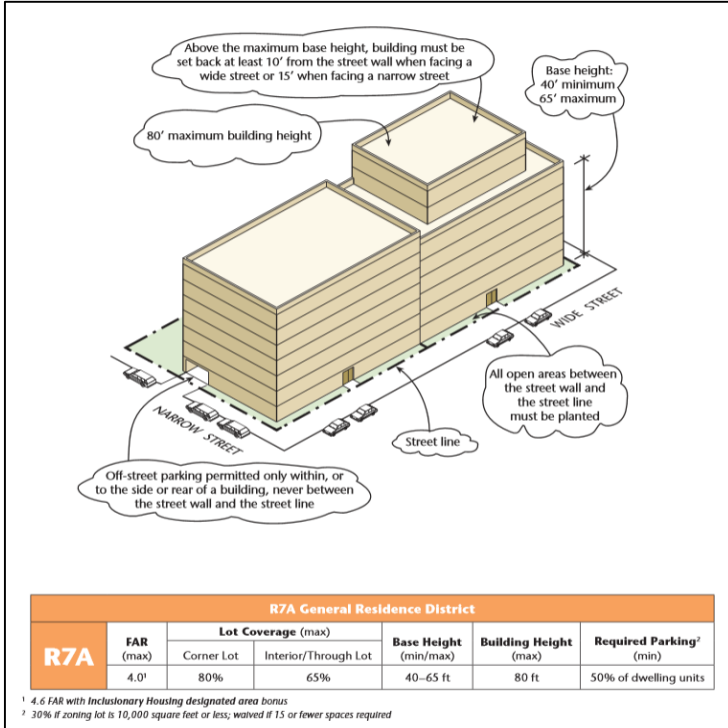 Above the maximum base height, building must be
set back at least 10' from the street wall when facing a
wide street or 15' when facing a narrow street
Base height:
40' minimum
65' maximum
80' maximum building height
WIDE STREET
All open areas between
the street wall and
the street line
must be planted
NARROW STREET
Street line
Off-street parking permitted only within, or
to the side or rear of a building, never between
the street wall and the street line
R7A General Residence District
R7A
FAR
(max)
Lot Coverage (max)
Corner Lot
Interior/Through Lot
Base Height
(min/max)
Building Height
(max)
Required Parking²
(min)
4.0¹
80%
65%
40–65 ft
80 ft
50% of dwelling units
¹ 4.6 FAR with Inclusionary Housing designated area bonus
² 30% if zoning lot is 10,000 square feet or less; waived if 15 or fewer spaces required